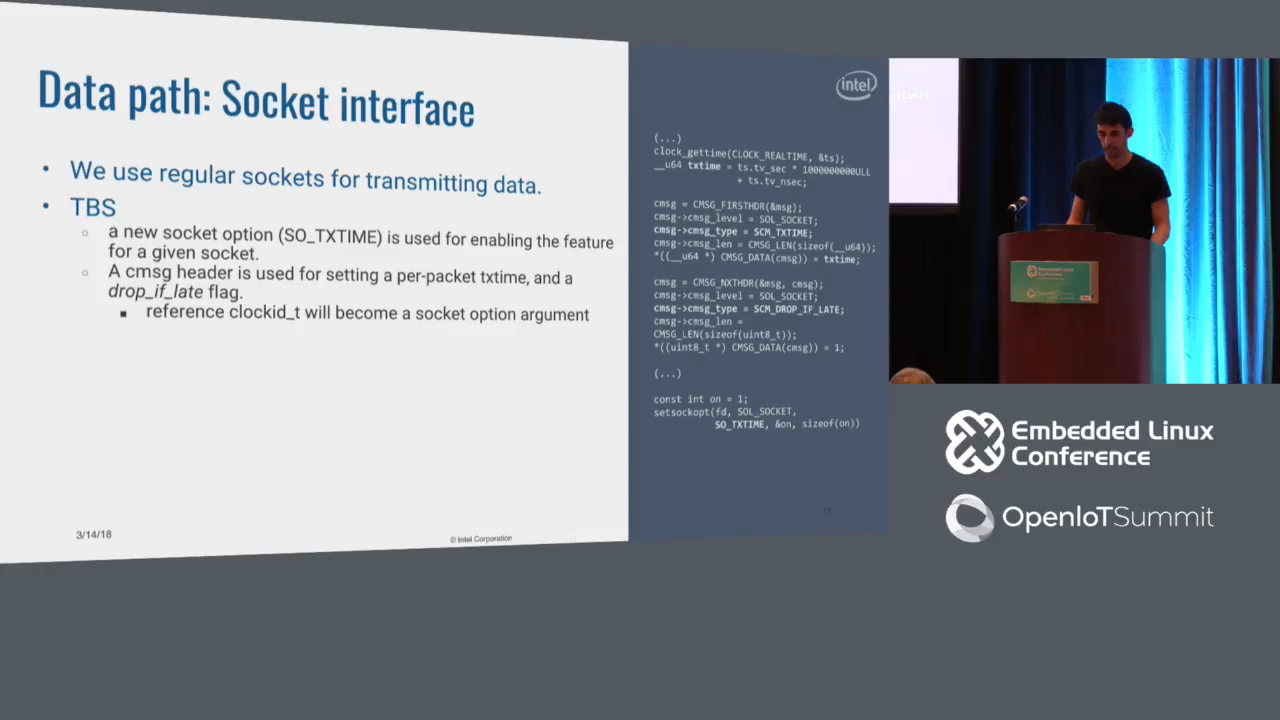 Data path: Socket interface
• We use regular sockets for transmitting data.
• TBS
○ a new socket option (SO_TXTIME) is used for enabling the feature
for a given socket.
○ A cmsg header is used for setting a per-packet txtime, and a
drop_if_late flag.
■ reference clockid_t will become a socket option argument
3/14/18
© Intel Corporation
intel
(...)
clock_gettime(CLOCK_REALTIME, &ts);
__u64 txtime = ts.tv_sec * 1000000000ULL
+ ts.tv_nsec;
cmsg = CMSG_FIRSTHDR(&msg);
cmsg->cmsg_level = SOL_SOCKET;
cmsg->cmsg_type = SCM_TXTIME;
cmsg->cmsg_len = CMSG_LEN(sizeof(__u64));
*((__u64 *) CMSG_DATA(cmsg)) = txtime;
cmsg = CMSG_NXTHDR(&msg, cmsg);
cmsg->cmsg_level = SOL_SOCKET;
cmsg->cmsg_type = SCM_DROP_IF_LATE;
cmsg->cmsg_len =
CMSG_LEN(sizeof(uint8_t));
*((uint8_t *) CMSG_DATA(cmsg)) = 1;
(...)
const int on = 1;
setsockopt(fd, SOL_SOCKET,
SO_TXTIME, &on, sizeof(on))
of(on))
Embedded Linux
Conference
Embedded Linux
Conference
OpenIoTSummit